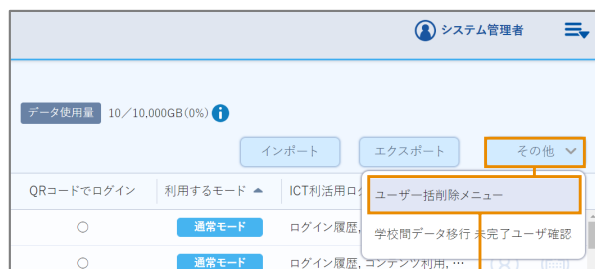 システム管理者
データ使用量 10／10,000GB(0%)
インポート エクスポート その他
QRコードでログイン 利用するモード ICT利活用ロ
ユーザー括削除メニュー
通常モード ログイン履歴,
学校間データ移行 未完了ユーザ確認
通常モード ログイン履歴, コンテンツ利用, …